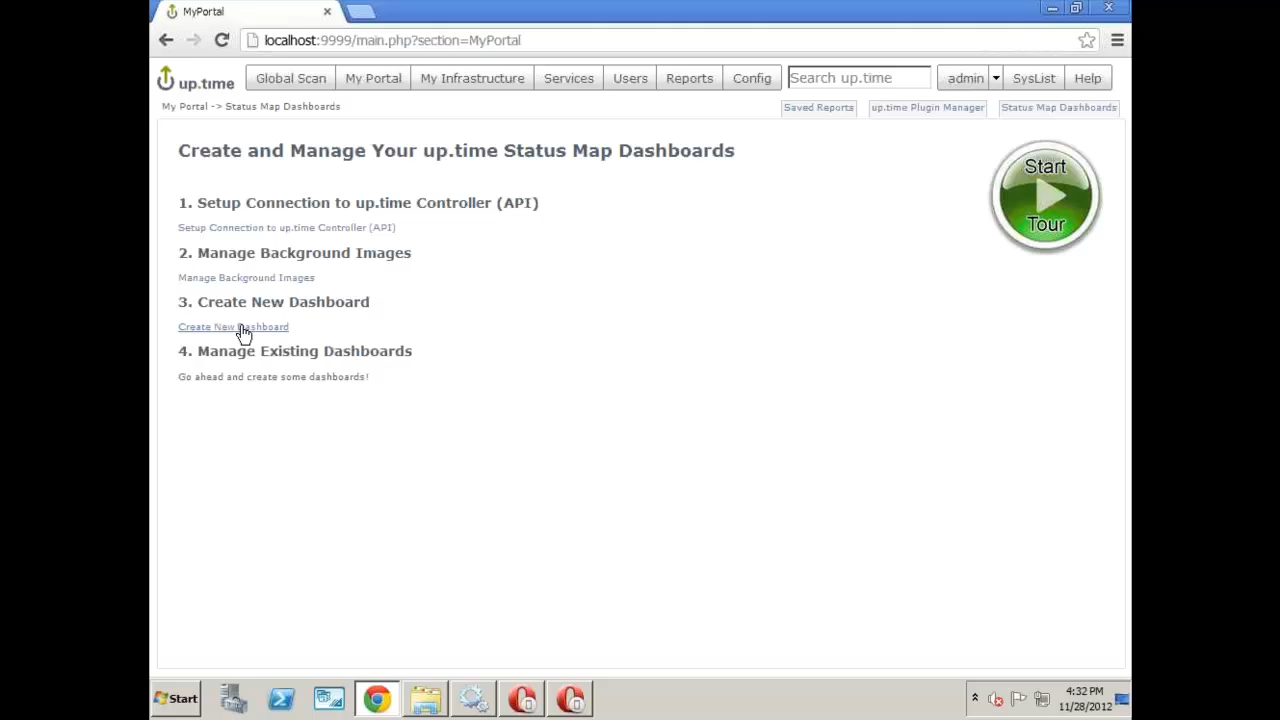 MyPortal
localhost:9999/main.php?section=MyPortal
up.time
Global Scan
My Portal
My Infrastructure
Services
Users
Reports
Config
Search up.time
admin
SysList
Help
My Portal -> Status Map Dashboards
Saved Reports
up.time Plugin Manager
Status Map Dashboards
Create and Manage Your up.time Status Map Dashboards
Start
Tour
1. Setup Connection to up.time Controller (API)
Setup Connection to up.time Controller (API)
2. Manage Background Images
Manage Background Images
3. Create New Dashboard
Create New Dashboard
4. Manage Existing Dashboards
Go ahead and create some dashboards!
Start
4:32 PM
11/28/2012